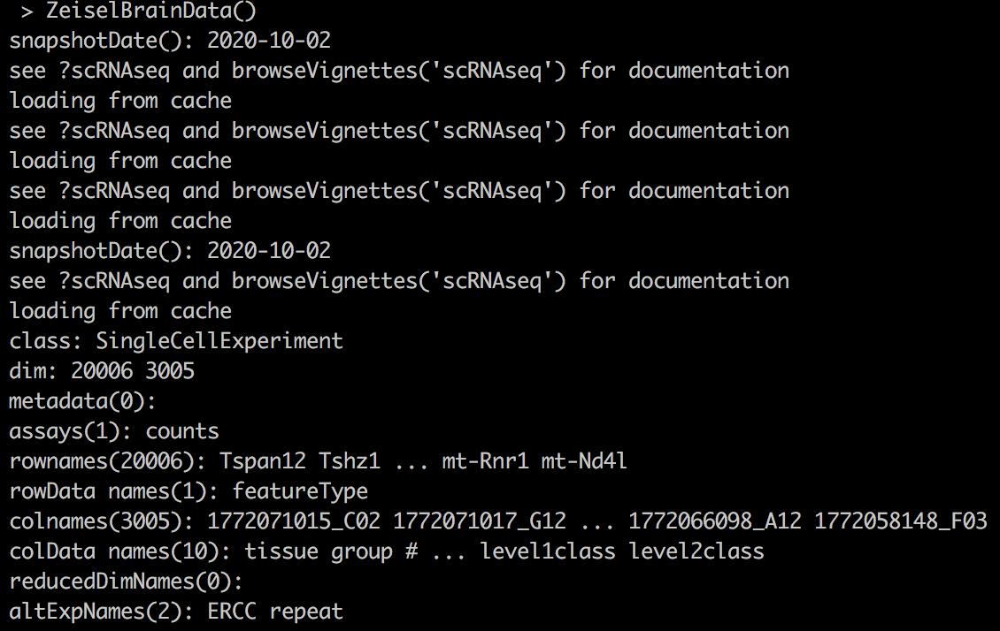 > ZeiselBrainData()
snapshotDate(): 2020-10-02
see ?scRNAseq and browseVignettes('scRNAseq') for documentation
loading from cache
see ?scRNAseq and browseVignettes('scRNAseq') for documentation
loading from cache
see ?scRNAseq and browseVignettes('scRNAseq') for documentation
loading from cache
snapshotDate(): 2020-10-02
see ?scRNAseq and browseVignettes('scRNAseq') for documentation
loading from cache
class: SingleCellExperiment
dim: 20006 3005
metadata(0):
assays(1): counts
rownames(20006): Tspan12 Tshz1 ... mt-Rnr1 mt-Nd4l
rowData names(1): featureType
colnames(3005): 1772071015_C02 1772071017_G12 ... 1772066098_A12 1772058148_F03
colData names(10): tissue group # ... level1class level2class
reducedDimNames(0):
altExpNames(2): ERCC repeat